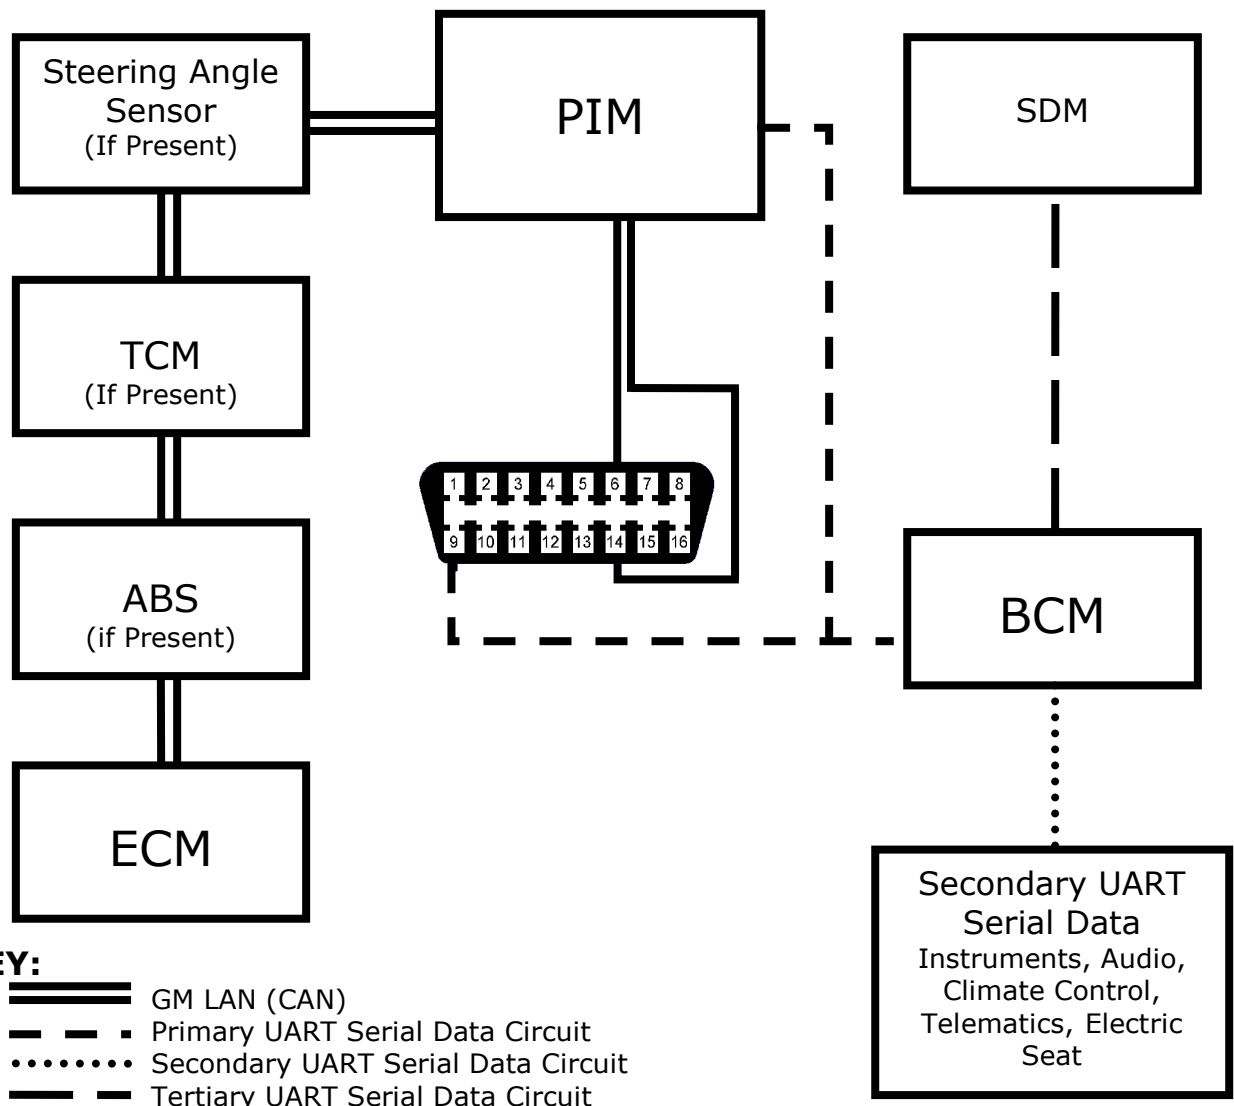 Steering Angle
Sensor
(If Present)
PIM
SDM
TCM
(If Present)
1 2 3 4 5 6 7 8
9 10 11 12 13 14 15 16
ABS
(if Present)
BCM
ECM
Secondary UART
Serial Data
Instruments, Audio,
Climate Control,
Telematics, Electric
Seat
EY:
GM LAN (CAN)
Primary UART Serial Data Circuit
Secondary UART Serial Data Circuit
Tertiary UART Serial Data Circuit